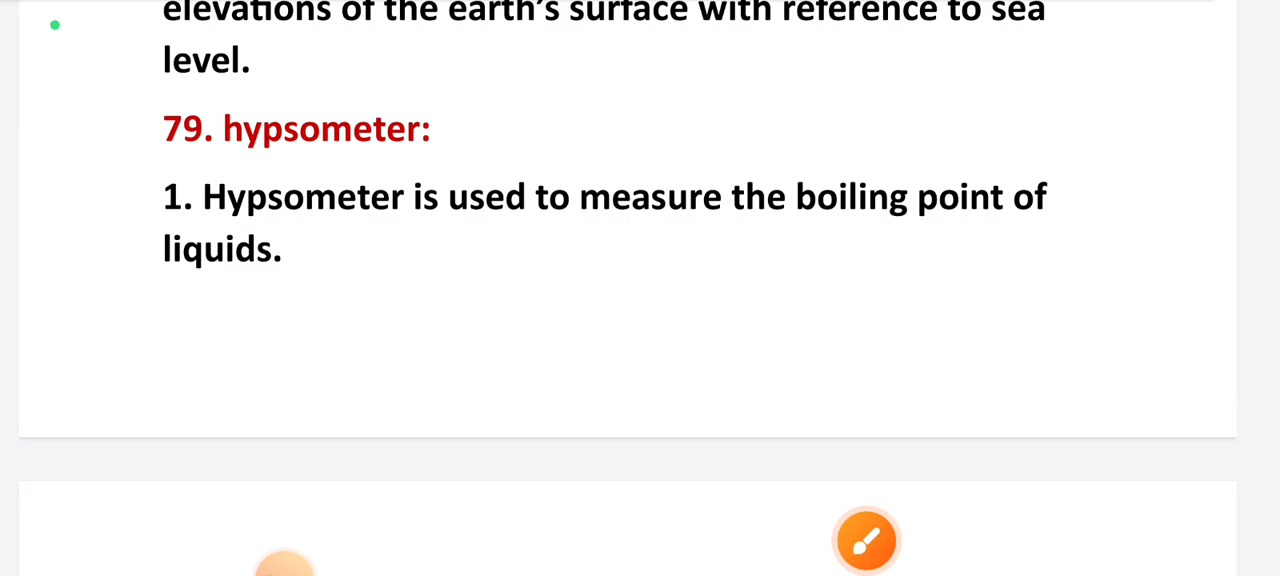 elevations of the earth's surface with reference to sea
level.
79. hypsometer:
1. Hypsometer is used to measure the boiling point of
liquids.